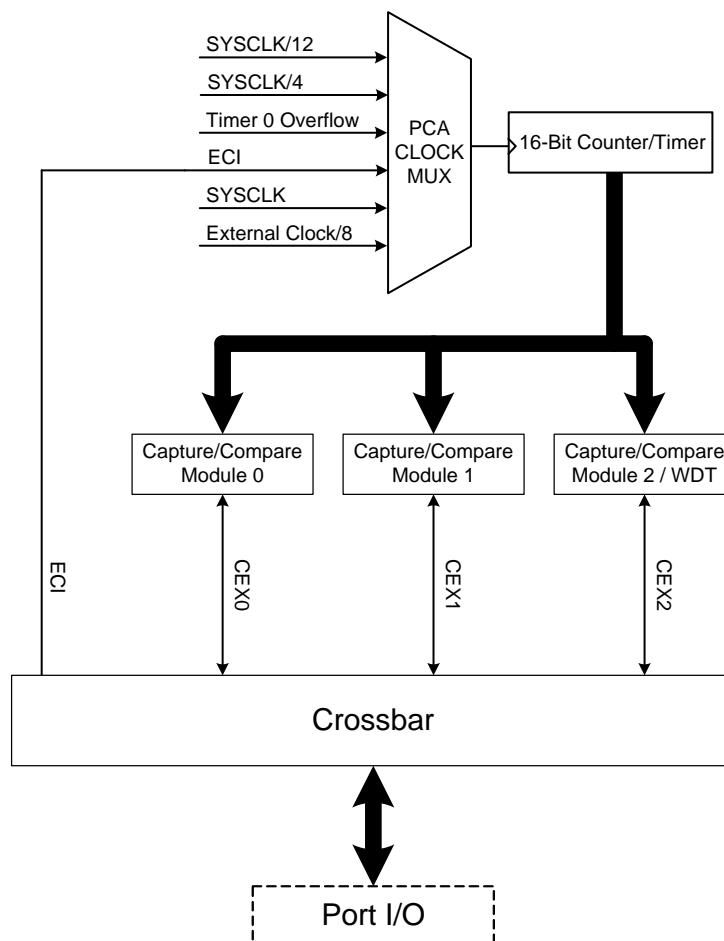 SYSCLK/12
SYSCLK/4
Timer 0 Overflow
ECI
SYSCLK
External Clock/8
PCA
CLOCK
MUX
16-Bit Counter/Timer
Capture/Compare
Module 0
Capture/Compare
Module 1
Capture/Compare
Module 2 / WDT
ECI
CEX0
CEX1
CEX2
Crossbar
Port I/O